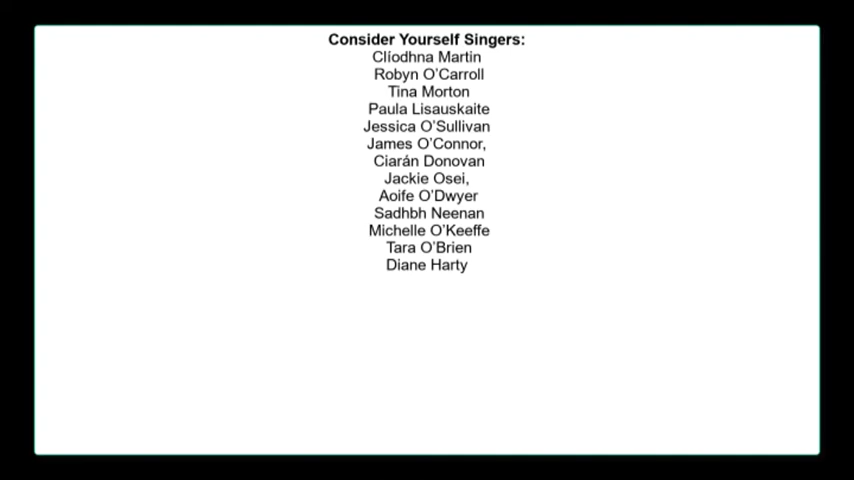 Consider Yourself Singers:
Clíodhna Martin
Robyn O’Carroll
Tina Morton
Paula Lisauskaite
Jessica O’Sullivan
James O’Connor,
Ciarán Donovan
Jackie Osei,
Aoife O’Dwyer
Sadhbh Neenan
Michelle O’Keeffe
Tara O’Brien
Diane Harty